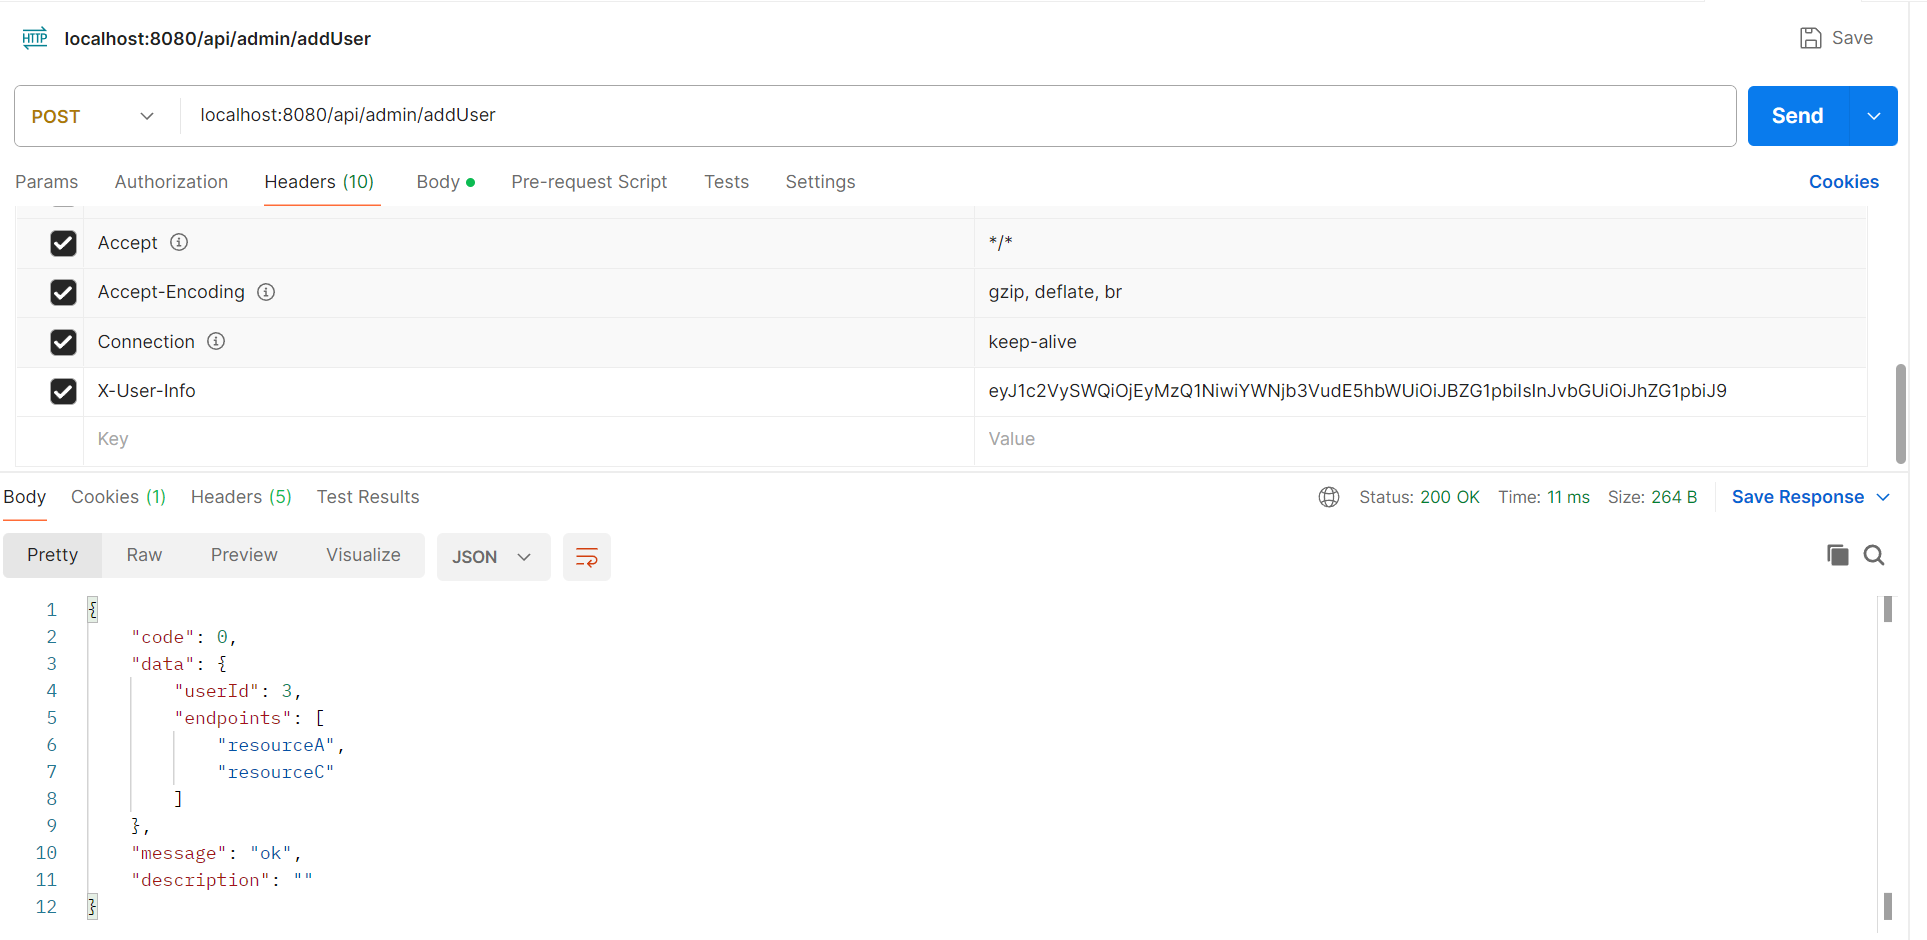 HTTP localhost:8080/api/admin/addUser Save
POST localhost:8080/api/admin/addUser Send
Params Authorization Headers (10) Body Pre-request Script Tests Settings Cookies
Accept */*
Accept-Encoding gzip, deflate, br
Connection keep-alive
X-User-Info eyJ1c2VySWQiOjEyMzQ1NiwiYWNjb3VudE5hbWUiOiJBZG1pbiIsInJvbGUiOiJhZG1pbiJ9
Key Value
Body Cookies (1) Headers (5) Test Results Status: 200 OK Time: 11 ms Size: 264 B Save Response
Pretty Raw Preview Visualize JSON
1 {
2 "code": 0,
3 "data": {
4 "userId": 3,
5 "endpoints": [
6 "resourceA",
7 "resourceC"
8 ]
9 },
10 "message": "ok",
11 "description": ""
12 }